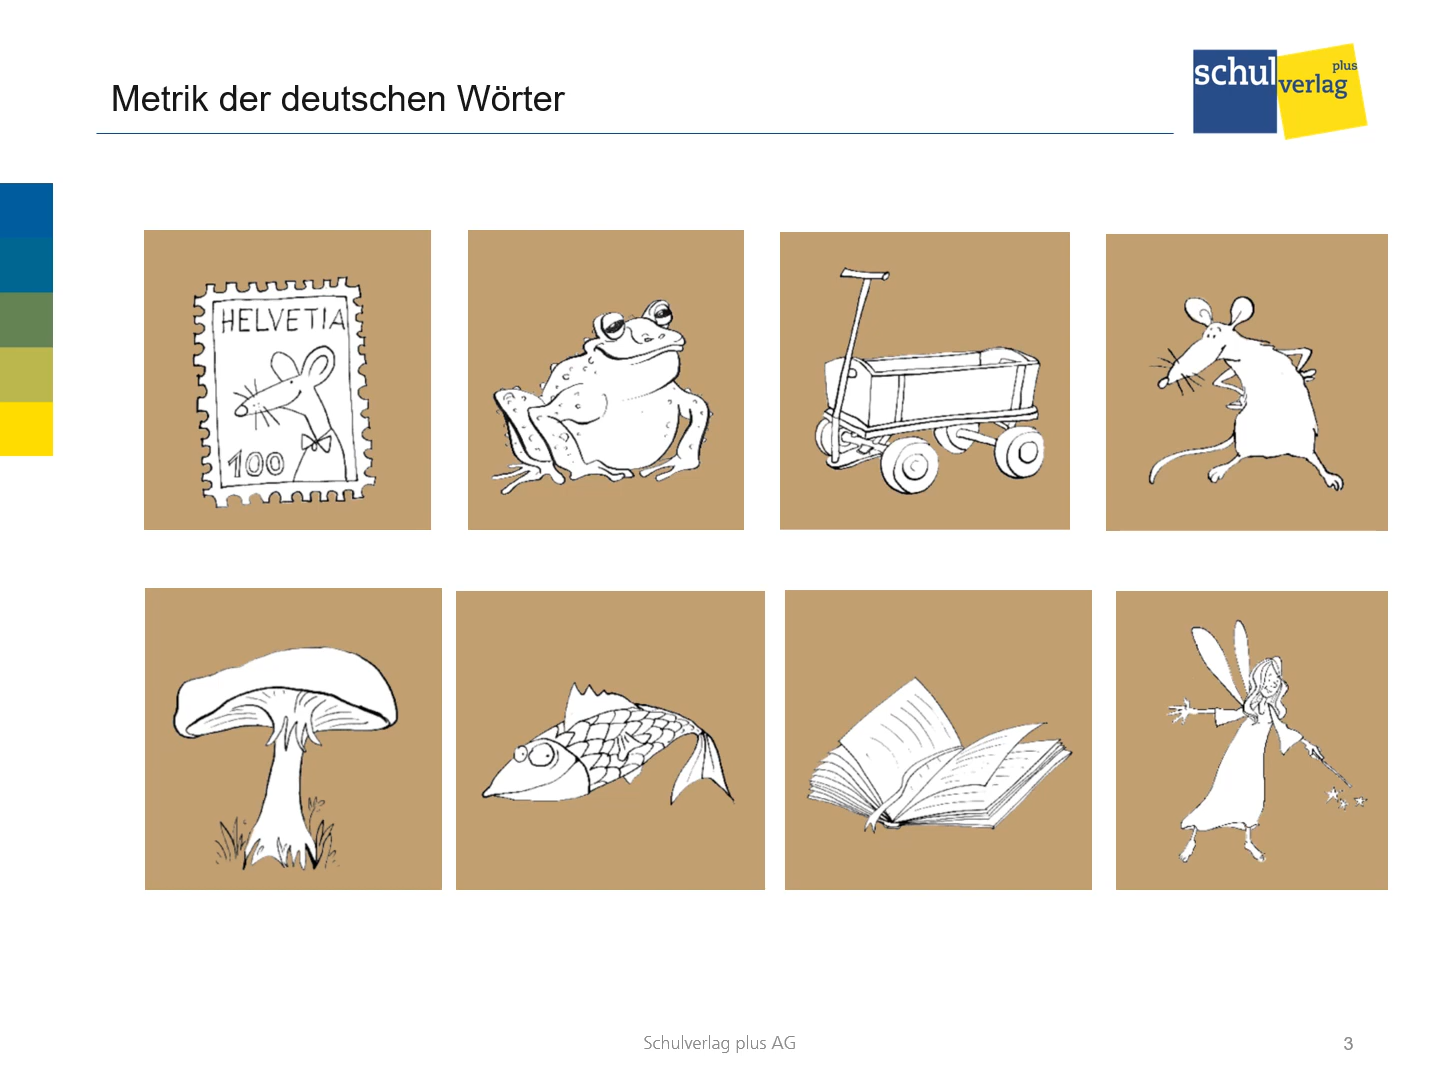 Metrik der deutschen Wörter
schul
plus
verlag
HELVETIA
100
Schulverlag plus AG
3